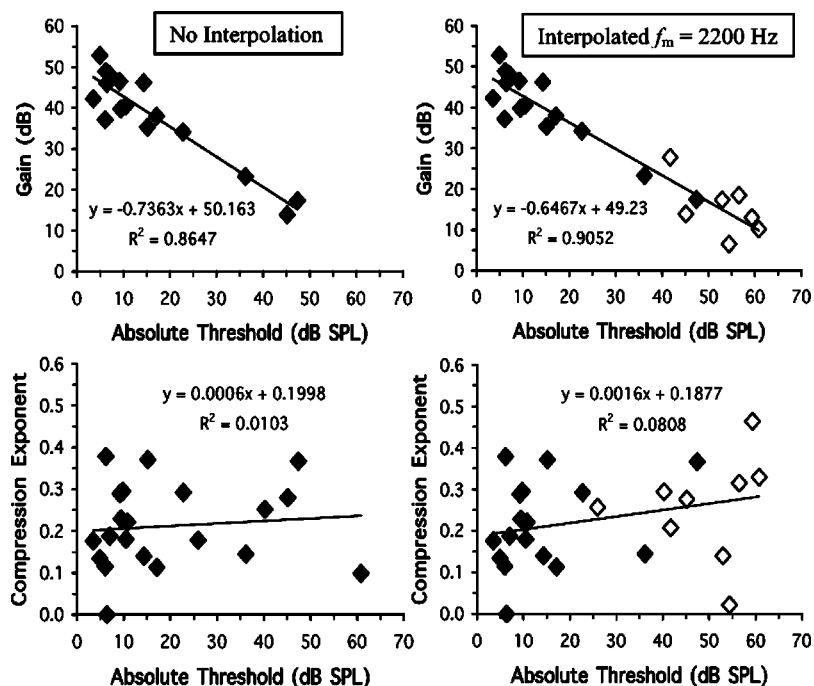 No Interpolation
Interpolated fm = 2200 Hz
60
50
40
30
20
10
0
Gain (dB)
y = -0.7363x + 50.163
R² = 0.8647
0 10 20 30 40 50 60 70
Absolute Threshold (dB SPL)
60
50
40
30
20
10
0
Gain (dB)
y = -0.6467x + 49.23
R² = 0.9052
0 10 20 30 40 50 60 70
Absolute Threshold (dB SPL)
0.6
0.5
0.4
0.3
0.2
0.1
0.0
Compression Exponent
y = 0.0006x + 0.1998
R² = 0.0103
0 10 20 30 40 50 60 70
Absolute Threshold (dB SPL)
0.6
0.5
0.4
0.3
0.2
0.1
0.0
Compression Exponent
y = 0.0016x + 0.1877
R² = 0.0808
0 10 20 30 40 50 60 70
Absolute Threshold (dB SPL)